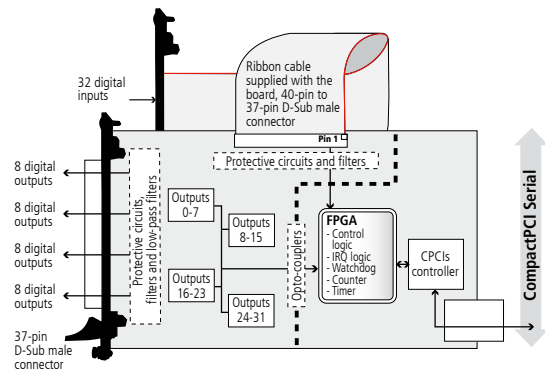 Ribbon cable
supplied with the
board, 40-pin to
37-pin D-Sub male
connector
32 digital
inputs
Pin 1
Protective circuits and filters
8 digital
outputs
8 digital
outputs
8 digital
outputs
8 digital
outputs
37-pin
D-Sub male
connector
Protective circuits,
filters and low-pass filters
Outputs
0-7
Outputs
8-15
Outputs
16-23
Outputs
24-31
Opto-couplers
FPGA
- Control
logic
- IRQ logic
- Watchdog
- Counter
- Timer
CPCIs
controller
CompactPCI Serial